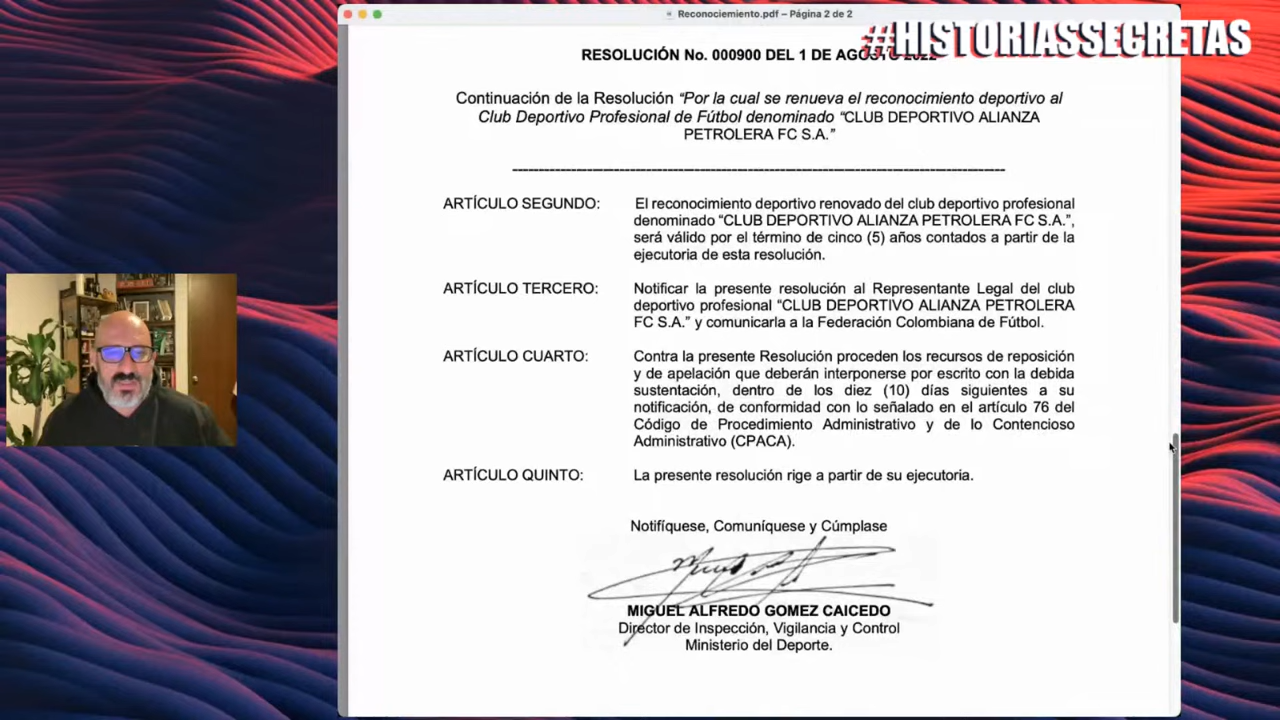 Reconociemiento.pdf – Página 2 de 2
#HISTORIASSECRETAS
RESOLUCIÓN No. 000900 DEL 1 DE AGOSTO 2022
Continuación de la Resolución “Por la cual se renueva el reconocimiento deportivo al
Club Deportivo Profesional de Fútbol denominado “CLUB DEPORTIVO ALIANZA
PETROLERA FC S.A.”
ARTÍCULO SEGUNDO: El reconocimiento deportivo renovado del club deportivo profesional
denominado “CLUB DEPORTIVO ALIANZA PETROLERA FC S.A.”,
será válido por el término de cinco (5) años contados a partir de la
ejecutoria de esta resolución.
ARTÍCULO TERCERO: Notificar la presente resolución al Representante Legal del club
deportivo profesional “CLUB DEPORTIVO ALIANZA PETROLERA
FC S.A.” y comunicarla a la Federación Colombiana de Fútbol.
ARTÍCULO CUARTO: Contra la presente Resolución proceden los recursos de reposición
y de apelación que deberán interponerse por escrito con la debida
sustentación, dentro de los diez (10) días siguientes a su
notificación, de conformidad con lo señalado en el artículo 76 del
Código de Procedimiento Administrativo y de lo Contencioso
Administrativo (CPACA).
ARTÍCULO QUINTO: La presente resolución rige a partir de su ejecutoria.
Notifíquese, Comuníquese y Cúmplase
MIGUEL ALFREDO GOMEZ CAICEDO
Director de Inspección, Vigilancia y Control
Ministerio del Deporte.